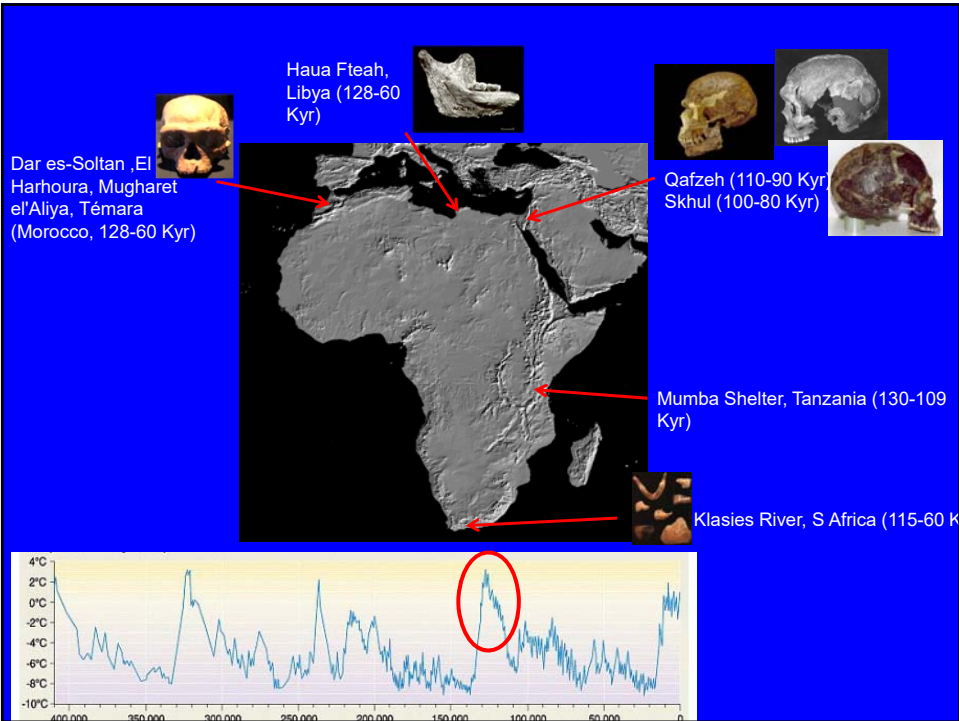 Haua Fteah,
Libya (128-60
Kyr)
Dar es-Soltan ,El
Harhoura, Mugharet
el'Aliya, Témara
(Morocco, 128-60 Kyr)
Qafzeh (110-90 Kyr)
Skhul (100-80 Kyr)
Mumba Shelter, Tanzania (130-109
Kyr)
Klasies River, S Africa (115-60 K
4°C
2°C
0°C
-2°C
-4°C
-6°C
-8°C
-10°C
400,000 350,000 300,000 250,000 200,000 150,000 100,000 50,000 0